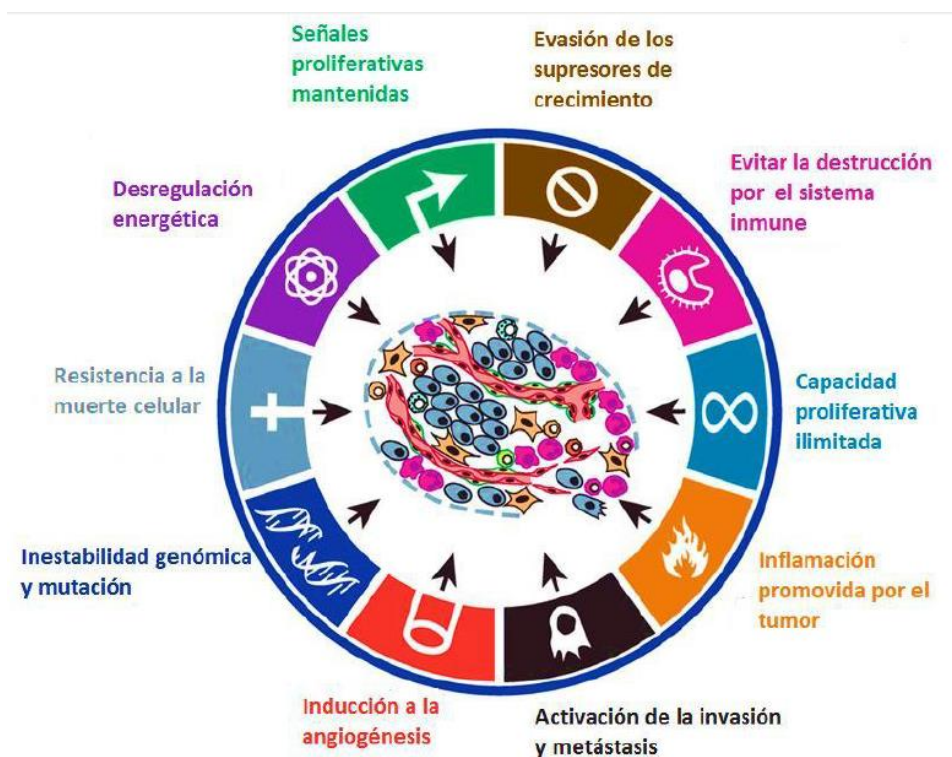 Señales
proliferativas
mantenidas
Evasión de los
supresores de
crecimiento
Evitar la destrucción
por el sistema
inmune
Capacidad
proliferativa
ilimitada
Inflamación
promovida por el
tumor
Activación de la invasión
y metástasis
Inducción a la
angiogénesis
Inestabilidad genómica
y mutación
Resistencia a la
muerte celular
Desregulación
energética